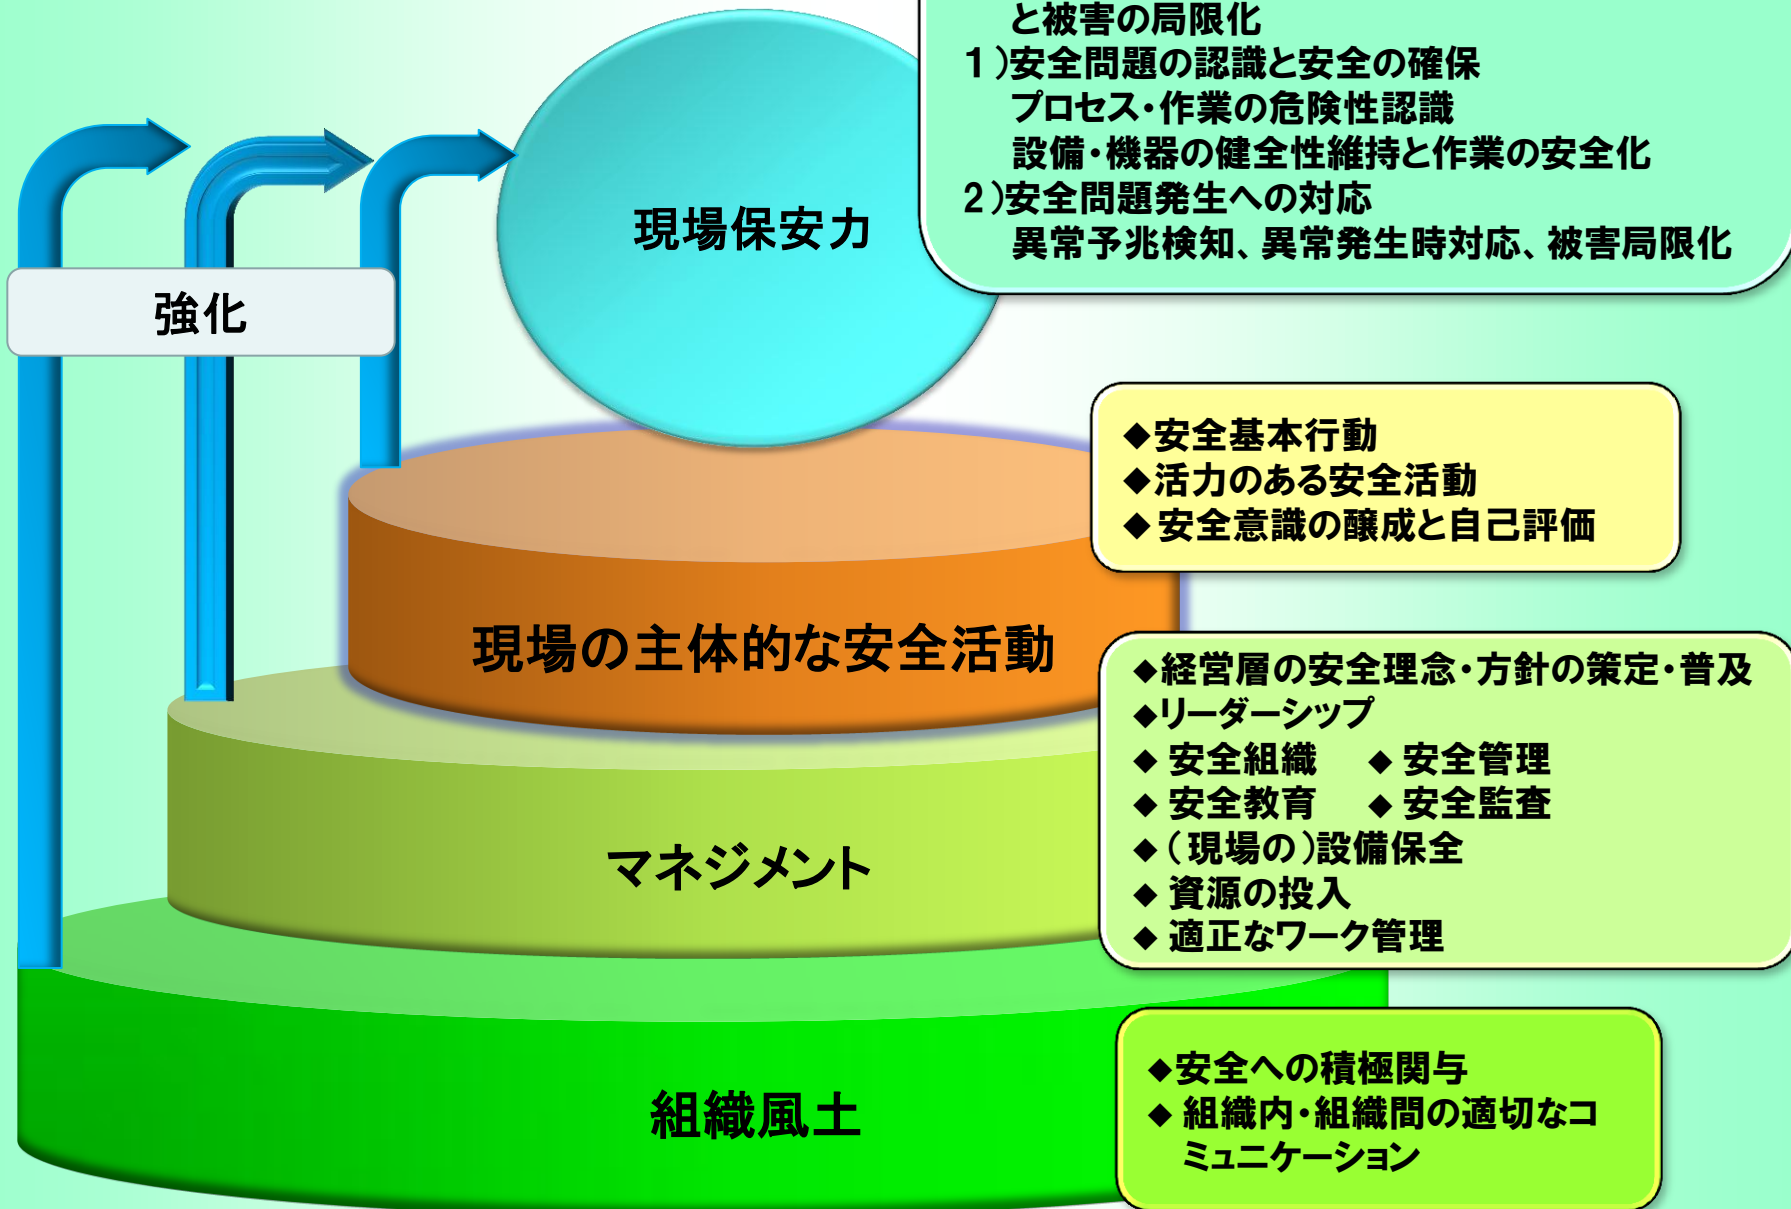 と被害の局限化
1)安全問題の認識と安全の確保
プロセス・作業の危険性認識
設備・機器の健全性維持と作業の安全化
2)安全問題発生への対応
異常予兆検知、異常発生時対応、被害局限化
現場保安力
強化
◆安全基本行動
◆活力のある安全活動
◆安全意識の醸成と自己評価
現場の主体的な安全活動
◆経営層の安全理念・方針の策定・普及
◆リーダーシップ
◆安全組織 ◆安全管理
◆安全教育 ◆安全監査
◆(現場の)設備保全
◆資源の投入
◆適正なワーク管理
マネジメント
◆安全への積極関与
◆組織内・組織間の適切なコ
ミュニケーション
組織風土